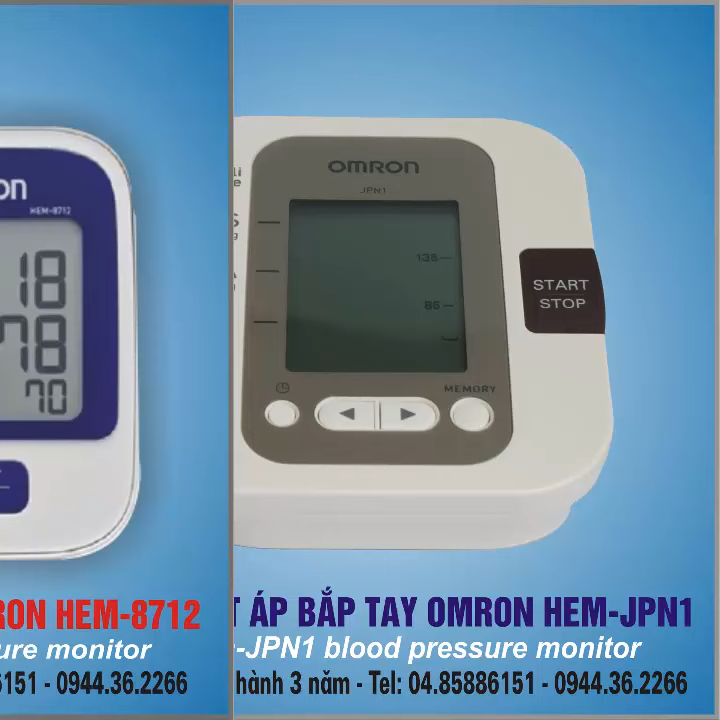 on
HEM-8712
18
78
70
RON HEM-8712
ure monitor
6151 - 0944.36.2266
OMRON
JPN1
135
85
START
STOP
MEMORY
T ÁP BẮP TAY OMRON HEM-JPN1
-JPN1 blood pressure monitor
hành 3 năm - Tel: 04.85886151 - 0944.36.2266